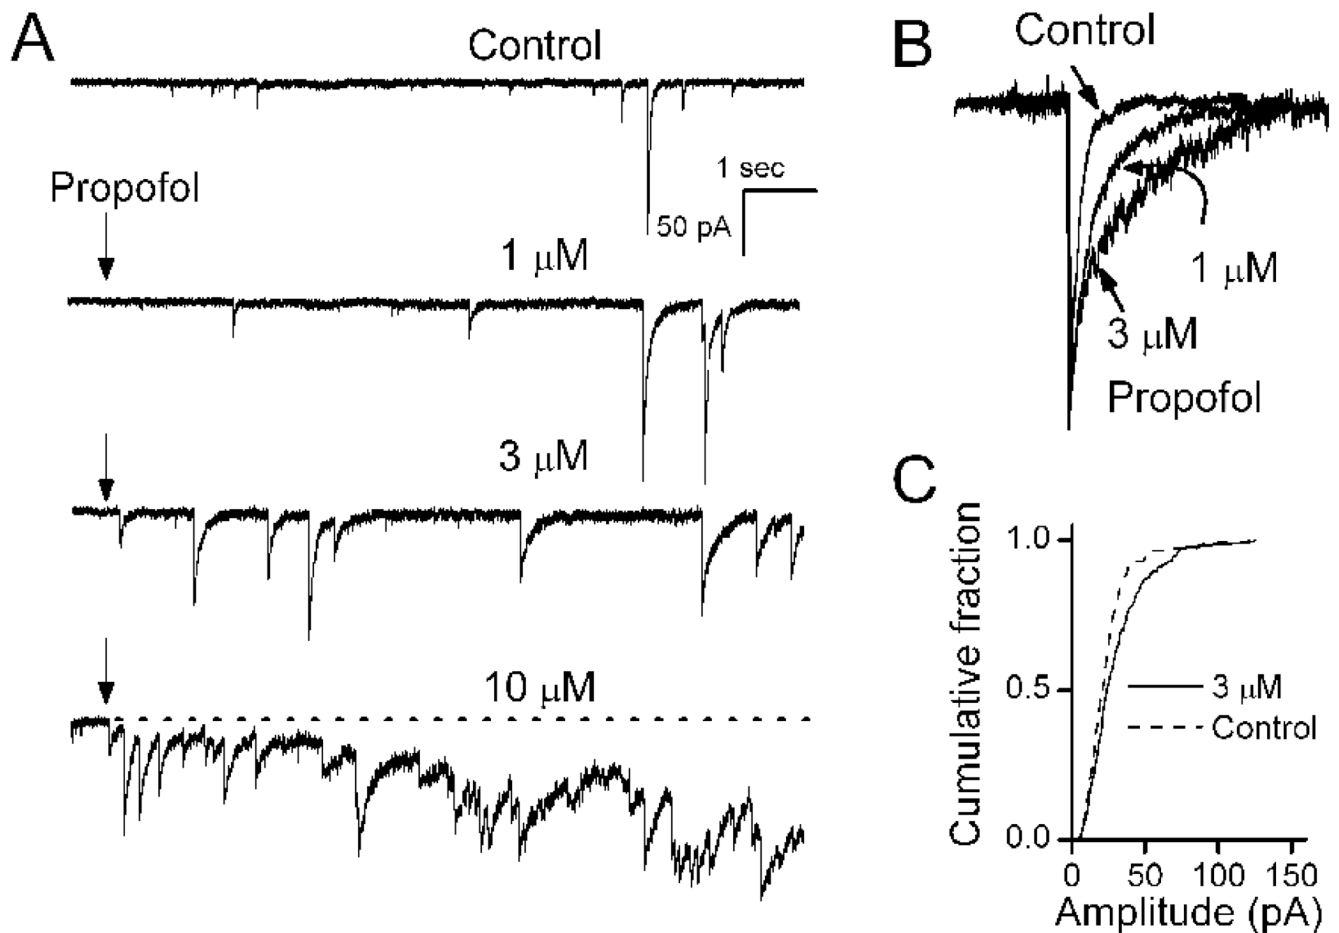 A
Control
Propofol
1 sec
50 pA
1 μM
3 μM
10 μM
B
Control
1 μM
3 μM
Propofol
C
Cumulative fraction
1.0
0.5
0.0
3 μM
Control
0 50 100 150
Amplitude (pA)